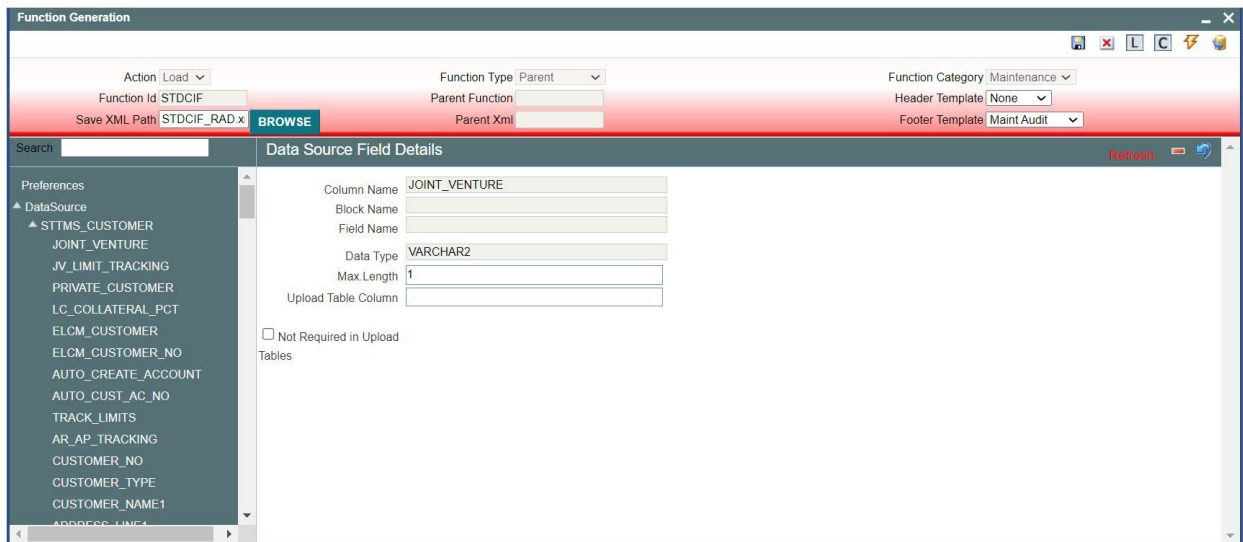 Function Generation
L C
Action Load Function Type Parent Function Category Maintenance
Function Id STDCIF Parent Function Header Template None
Save XML Path STDCIF_RAD.x BROWSE Parent Xml Footer Template Maint Audit
Search Data Source Field Details Refresh
Preferences
DataSource
STTMS_CUSTOMER
JOINT_VENTURE
JV_LIMIT_TRACKING
PRIVATE_CUSTOMER
LC_COLLATERAL_PCT
ELCM_CUSTOMER
ELCM_CUSTOMER_NO
AUTO_CREATE_ACCOUNT
AUTO_CUST_AC_NO
TRACK_LIMITS
AR_AP_TRACKING
CUSTOMER_NO
CUSTOMER_TYPE
CUSTOMER_NAME1
ADDRESS_LINE1
Column Name JOINT_VENTURE
Block Name
Field Name
Data Type VARCHAR2
Max.Length 1
Upload Table Column
Not Required in Upload
Tables